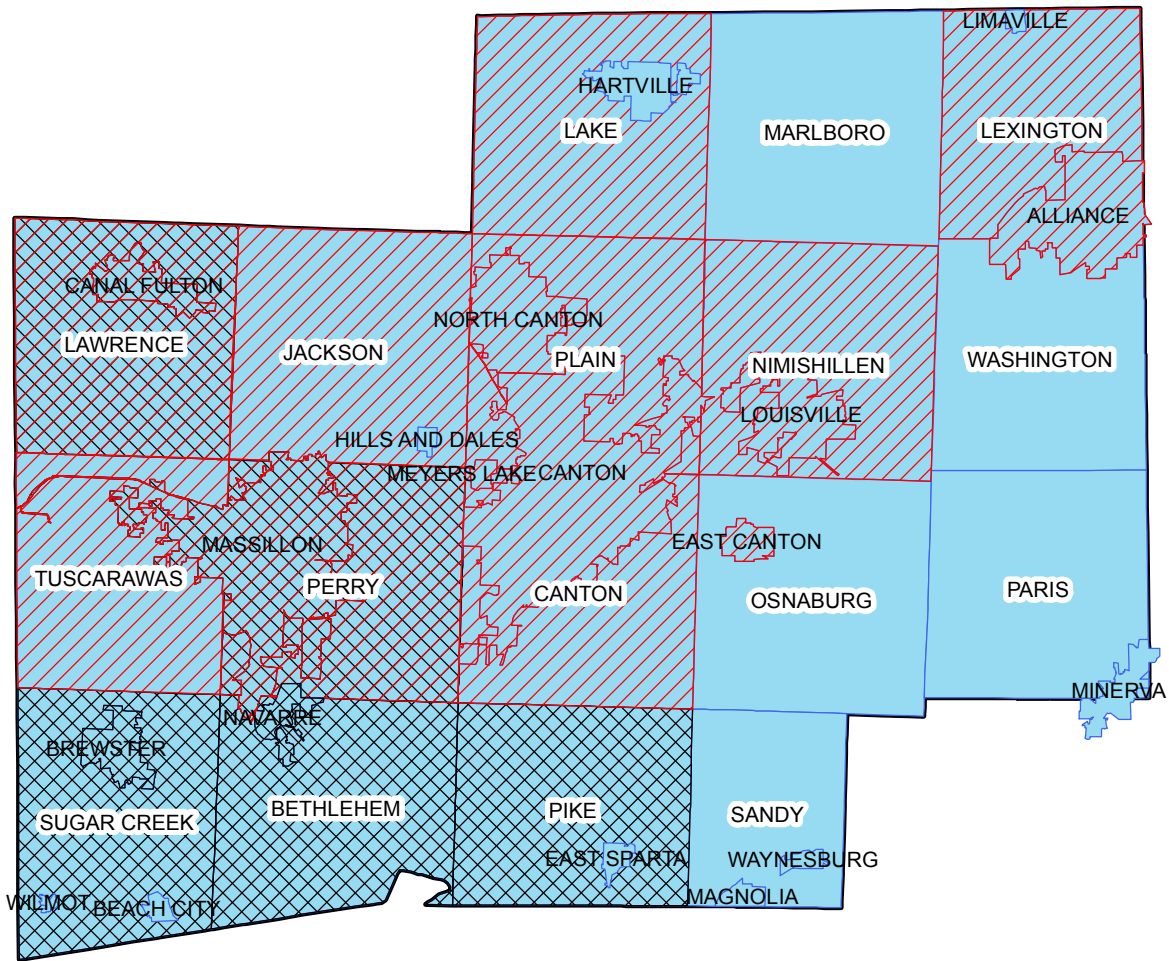 LIMAVILLE
HARTVILLE
LAKE
MARLBORO
LEXINGTON
ALLIANCE
CANAL FULTON
NORTH CANTON
LAWRENCE
JACKSON
PLAIN
NIMISHILLEN
WASHINGTON
LOUISVILLE
HILLS AND DALES
MEYERS LAKE
CANTON
MASSILLON
EAST CANTON
TUSCARAWAS
PERRY
CANTON
OSNABURG
PARIS
MINERVA
NAVARRE
BREWSTER
SUGAR CREEK
BETHLEHEM
PIKE
SANDY
EAST SPARTA
WAYNESBURG
MAGNOLIA
WILMOT
BEACH CITY